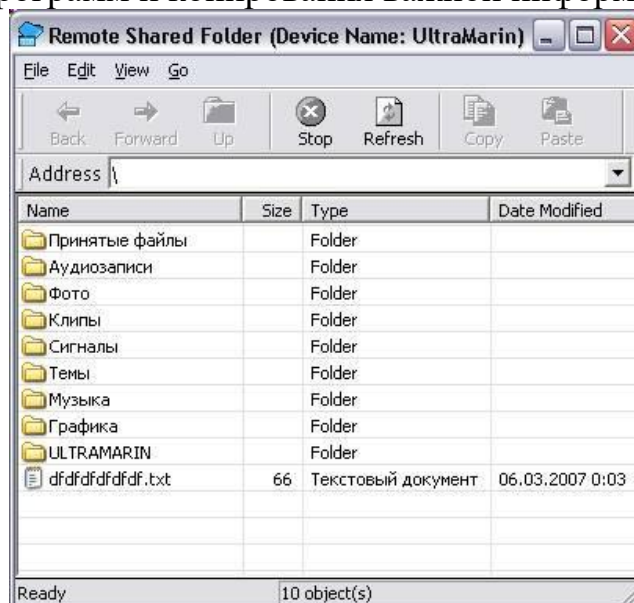 Remote Shared Folder (Device Name: UltraMarin)
File Edit View Go
Back Forward Up Stop Refresh Copy Paste
Address \
Name Size Type Date Modified
Принятые файлы Folder
Аудиозаписи Folder
Фото Folder
Клипы Folder
Сигналы Folder
Темы Folder
Музыка Folder
Графика Folder
ULTRAMARIN Folder
dfdfdfdfdfdf.txt 66 Текстовый документ 06.03.2007 0:03
Ready 10 object(s)